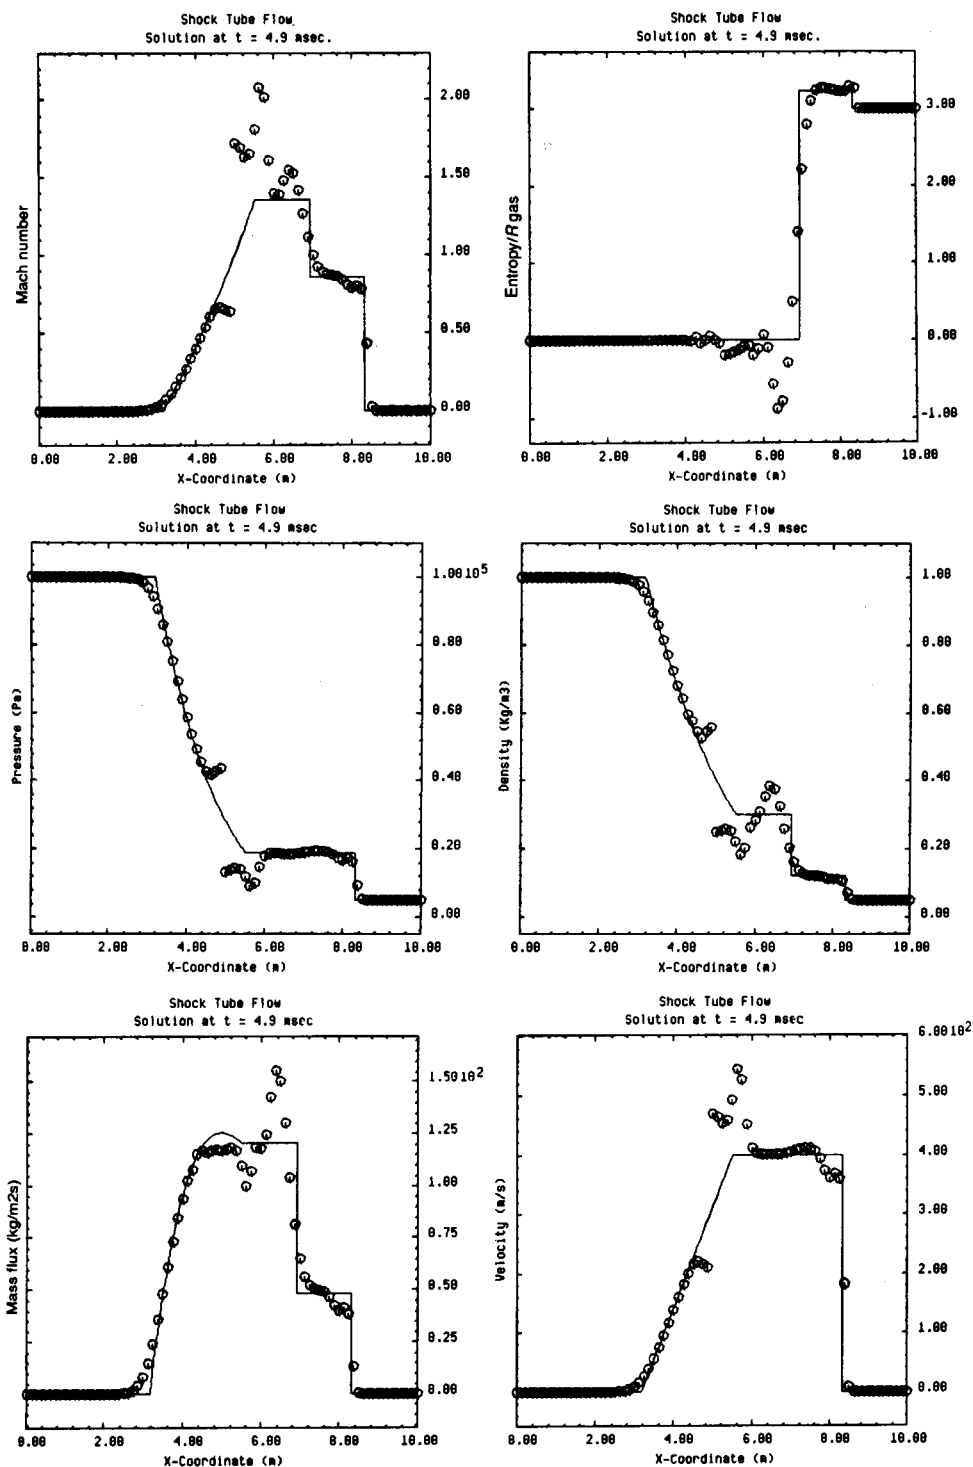 Shock Tube Flow
Solution at t = 4.9 msec.
Mach number
2.00
1.50
1.00
0.50
0.00
0.00 2.00 4.00 6.00 8.00 10.00
X-Coordinate (m)
Shock Tube Flow
Solution at t = 4.9 msec.
Entropy/R gas
3.00
2.00
1.00
0.00
-1.00
0.00 2.00 4.00 6.00 8.00 10.00
X-Coordinate (m)
Shock Tube Flow
Solution at t = 4.9 msec
Pressure (Pa)
1.0010⁵
0.80
0.60
0.40
0.20
0.00
0.00 2.00 4.00 6.00 8.00 10.00
X-Coordinate (m)
Shock Tube Flow
Solution at t = 4.9 msec
Density (Kg/m3)
1.00
0.80
0.60
0.40
0.20
0.00
0.00 2.00 4.00 6.00 8.00 10.00
X-Coordinate (m)
Shock Tube Flow
Solution at t = 4.9 msec
Mass flux (kg/m2s)
1.5010²
1.25
1.00
0.75
0.50
0.25
0.00
0.00 2.00 4.00 6.00 8.00 10.00
X-Coordinate (m)
Shock Tube Flow
Solution at t = 4.9 msec
Velocity (m/s)
6.0010²
5.00
4.00
3.00
2.00
1.00
0.00
0.00 2.00 4.00 6.00 8.00 10.00
X-Coordinate (m)